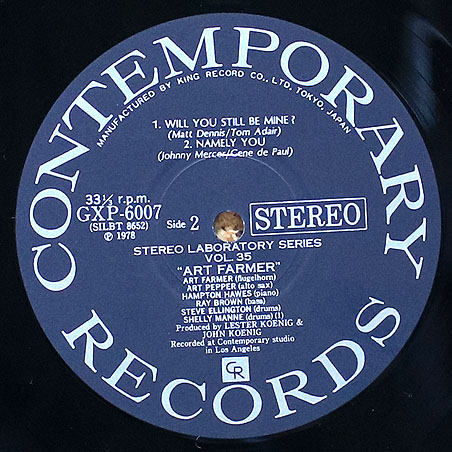 CONTEMPORARY
MANUFACTURED BY KING RECORD CO., LTD. TOKYO, JAPAN
1. WILL YOU STILL BE MINE?
(Matt Dennis/Tom Adair)
2. NAMELY YOU
(Johnny Mercer/Gene de Paul)
33⅓ r.p.m.
GXP-6007
(SILBT 8652)
℗ 1978
Side 2
STEREO
STEREO LABORATORY SERIES
VOL. 35
"ART FARMER"
ART FARMER (flugelhorn)
ART PEPPER (alto sax)
HAMPTON HAWES (piano)
RAY BROWN (bass)
STEVE ELLINGTON (drums)
SHELLY MANNE (drums) (1)
Produced by LESTER KOENIG &
JOHN KOENIG
Recorded at Contemporary studio
in Los Angeles
CR
RECORDS